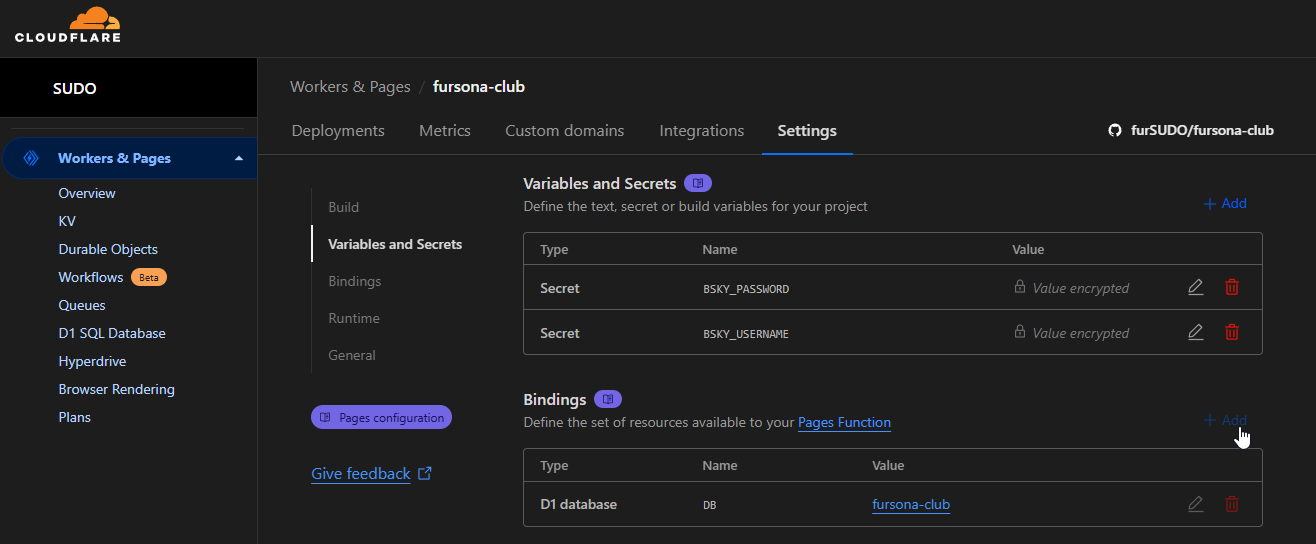 CLOUDFLARE
SUDO
Workers & Pages
Overview
KV
Durable Objects
Workflows Beta
Queues
D1 SQL Database
Hyperdrive
Browser Rendering
Plans
Workers & Pages / fursona-club
Deployments Metrics Custom domains Integrations Settings furSUDO/fursona-club
Build
Variables and Secrets
Bindings
Runtime
General
Pages configuration
Give feedback
Variables and Secrets
Define the text, secret or build variables for your project
+ Add
Type Name Value
Secret BSKY_PASSWORD Value encrypted
Secret BSKY_USERNAME Value encrypted
Bindings
Define the set of resources available to your Pages Function
+ Add
Type Name Value
D1 database DB fursona-club